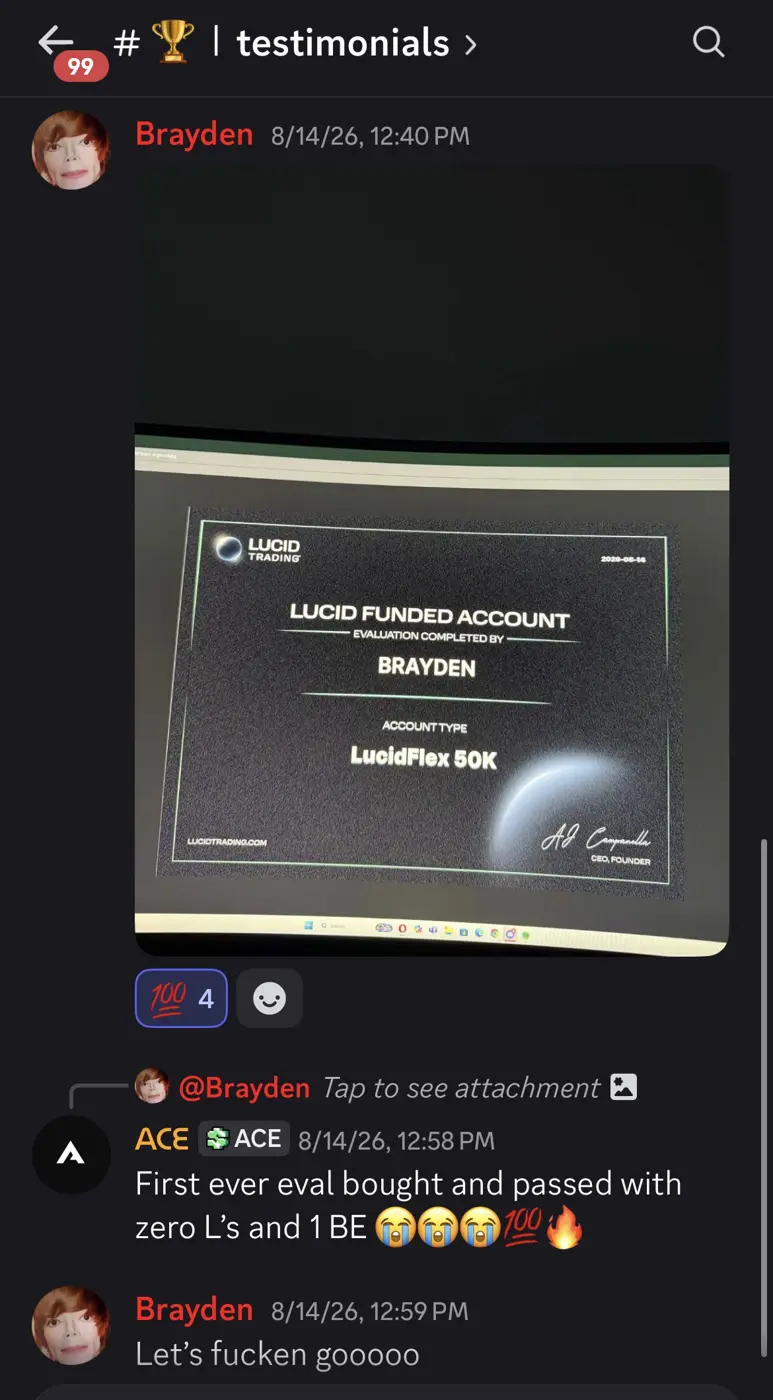 99
# 🏆 | testimonials >
Brayden 8/14/26, 12:40 PM
LUCID
TRADING
LUCID FUNDED ACCOUNT
EVALUATION COMPLETED BY
BRAYDEN
ACCOUNT TYPE
LucidFlex 50K
LUCIDTRADING.COM
AJ Campanella
CEO, FOUNDER
💯 4
@Brayden Tap to see attachment
ACE ACE 8/14/26, 12:58 PM
First ever eval bought and passed with
zero L's and 1 BE 😭😭😭💯🔥
Brayden 8/14/26, 12:59 PM
Let's fucken gooooo